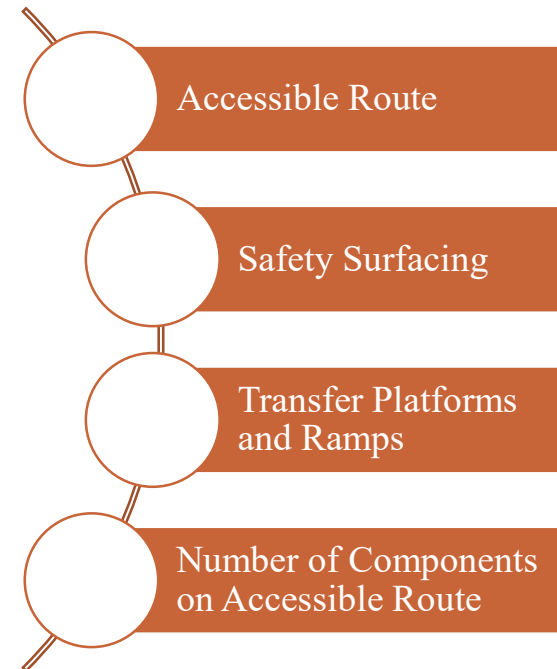 Accessible Route
Safety Surfacing
Transfer Platforms
and Ramps
Number of Components
on Accessible Route